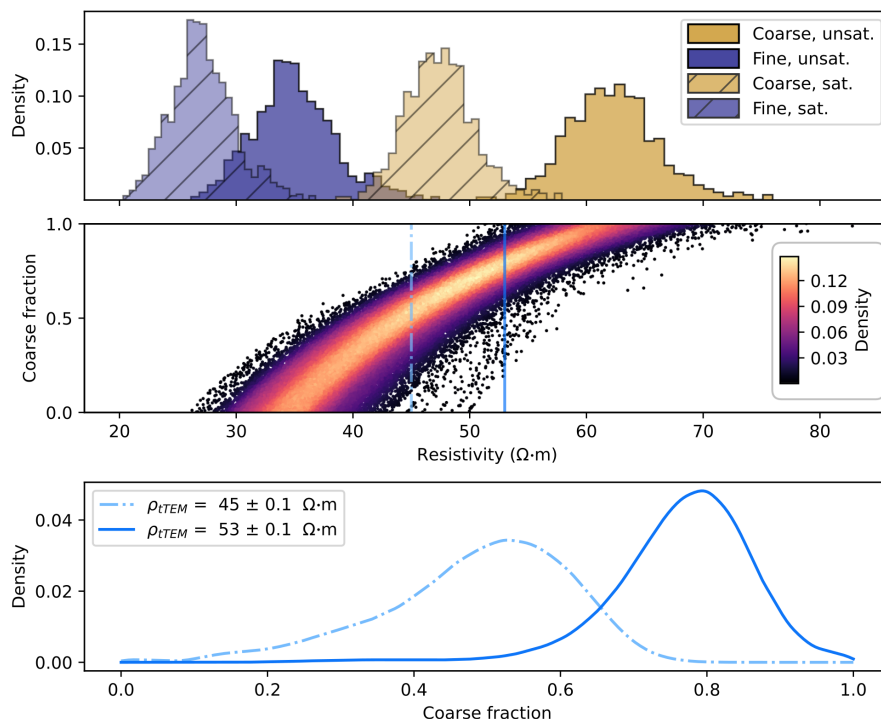 0.15
0.10
0.05
Density
Coarse, unsat.
Fine, unsat.
Coarse, sat.
Fine, sat.
1.0
0.5
0.0
Coarse fraction
0.12
0.09
0.06
0.03
Density
20 30 40 50 60 70 80
Resistivity (Ω·m)
0.04
0.02
0.00
Density
ρtTEM = 45 ± 0.1 Ω·m
ρtTEM = 53 ± 0.1 Ω·m
0.0 0.2 0.4 0.6 0.8 1.0
Coarse fraction